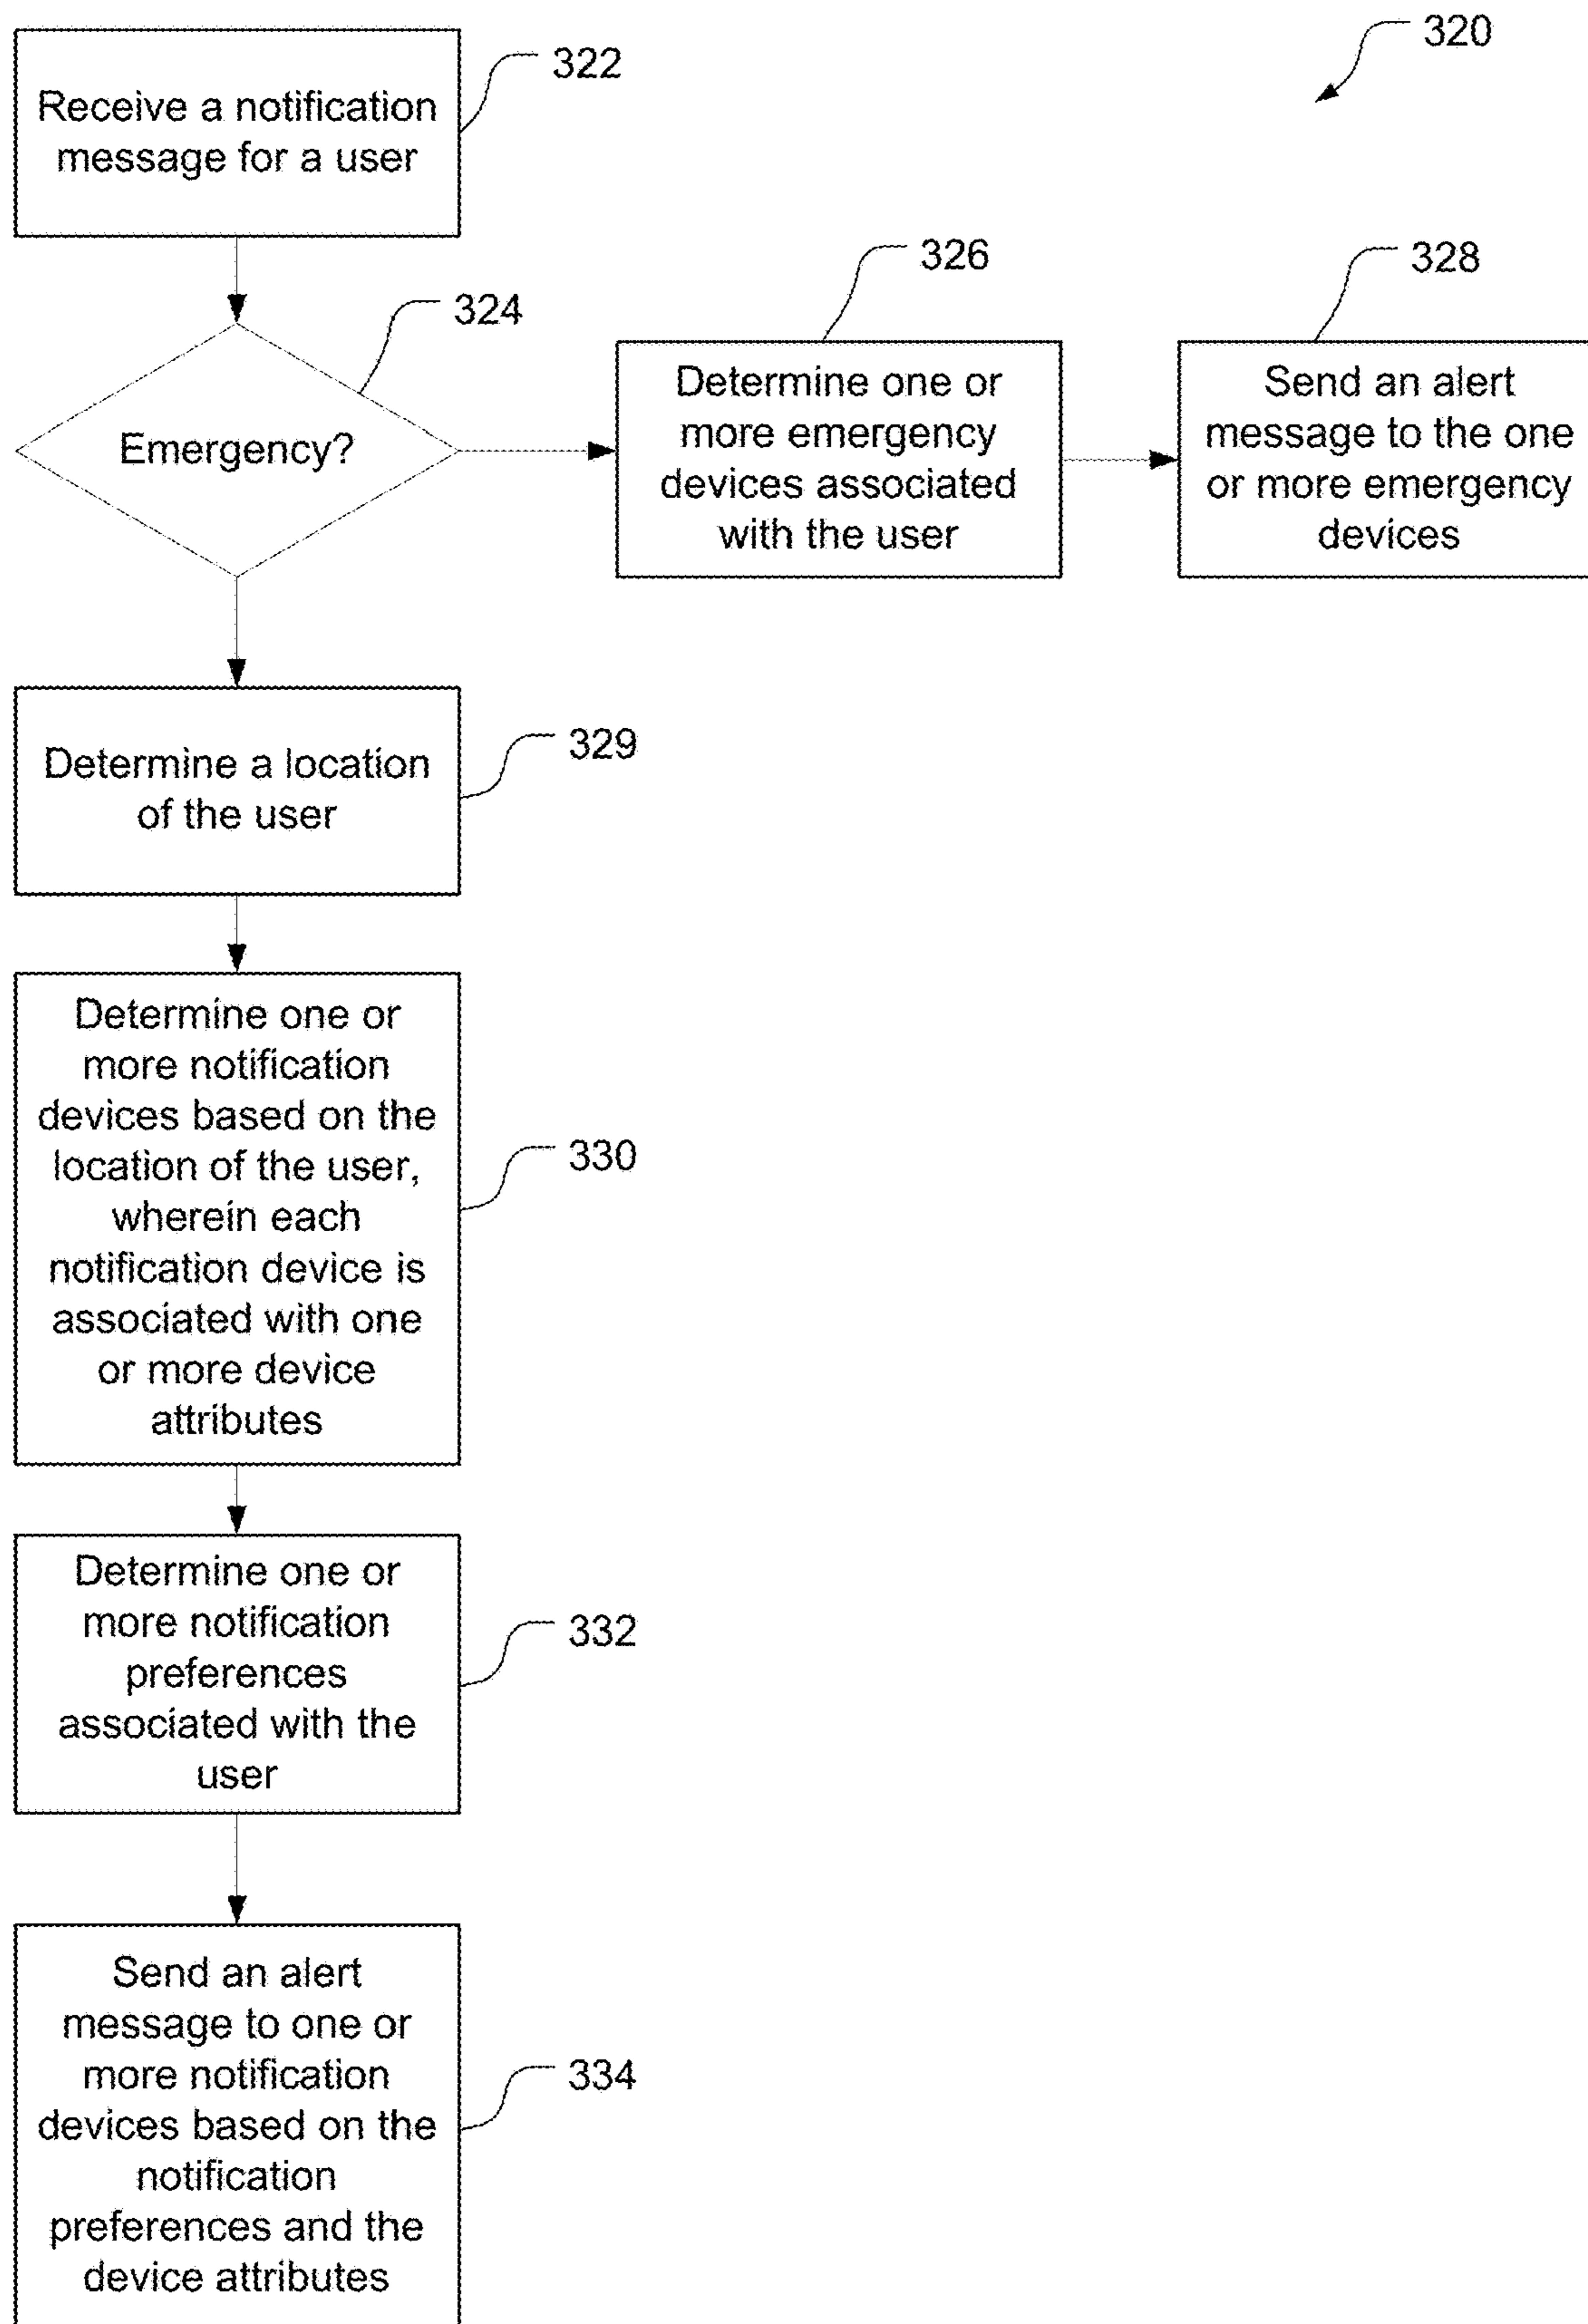 320
Receive a notification
message for a user
322
Emergency?
324
Determine one or
more emergency
devices associated
with the user
326
Send an alert
message to the one
or more emergency
devices
328
Determine a location
of the user
329
Determine one or
more notification
devices based on the
location of the user,
wherein each
notification device is
associated with one
or more device
attributes
330
Determine one or
more notification
preferences
associated with the
user
332
Send an alert
message to one or
more notification
devices based on the
notification
preferences and the
device attributes
334